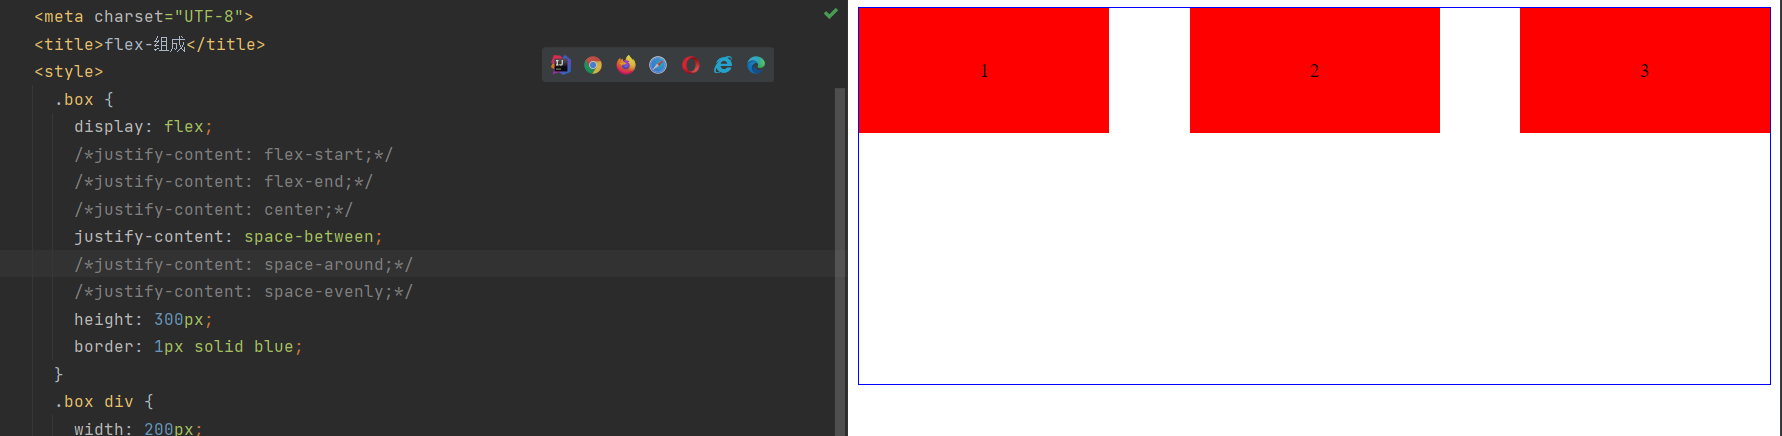 <meta charset="UTF-8">
<title>flex-组成</title>
<style>
.box {
display: flex;
/*justify-content: flex-start;*/
/*justify-content: flex-end;*/
/*justify-content: center;*/
justify-content: space-between;
/*justify-content: space-around;*/
/*justify-content: space-evenly;*/
height: 300px;
border: 1px solid blue;
}
.box div {
width: 200px;
1
2
3